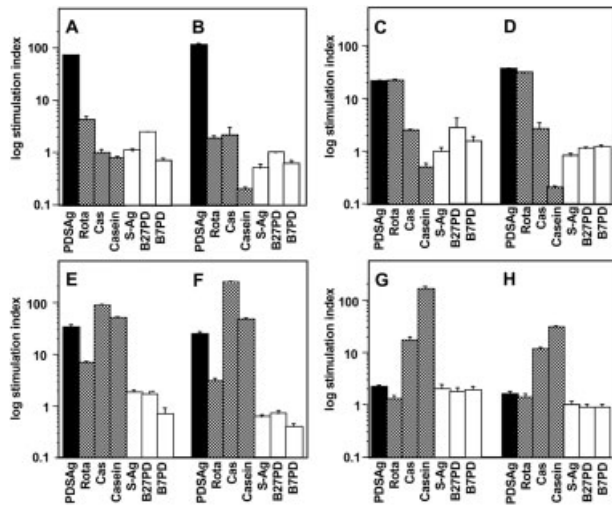 A B
C D
log stimulation index
100
10
1
0.1
log stimulation index
100
10
1
0.1
PDSAg Rota Cas Casein S-Ag B27PD B7PD PDSAg Rota Cas Casein S-Ag B27PD B7PD
PDSAg Rota Cas Casein S-Ag B27PD B7PD PDSAg Rota Cas Casein S-Ag B27PD B7PD
E F
G H
log stimulation index
100
10
1
0.1
log stimulation index
100
10
1
0.1
PDSAg Rota Cas Casein S-Ag B27PD B7PD PDSAg Rota Cas Casein S-Ag B27PD B7PD
PDSAg Rota Cas Casein S-Ag B27PD B7PD PDSAg Rota Cas Casein S-Ag B27PD B7PD